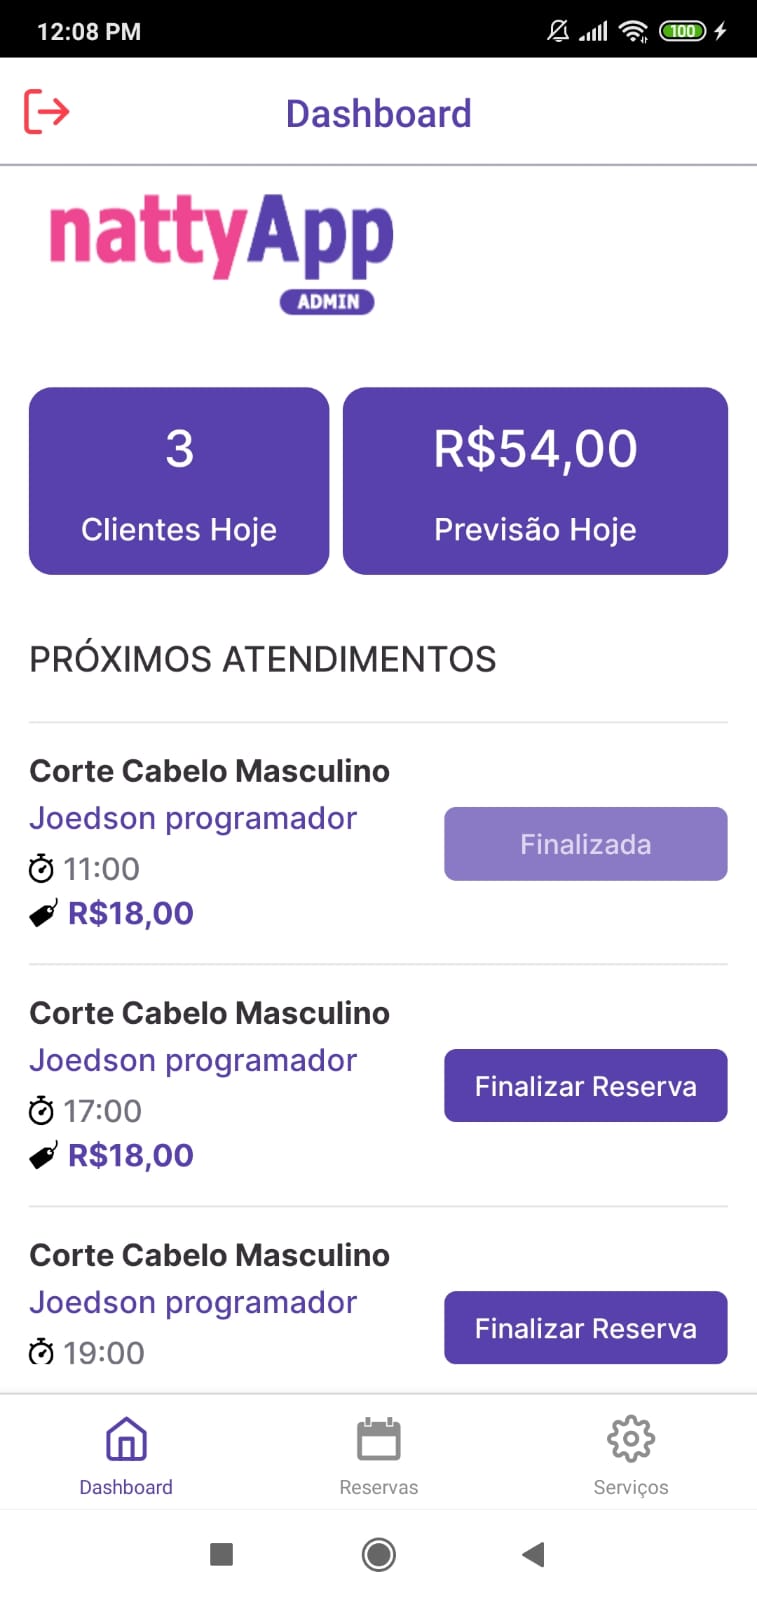 12:08 PM
100
Dashboard
nattyApp
ADMIN
3
Clientes Hoje
R$54,00
Previsão Hoje
PRÓXIMOS ATENDIMENTOS
Corte Cabelo Masculino
Joedson programador
Finalizada
11:00
R$18,00
Corte Cabelo Masculino
Joedson programador
Finalizar Reserva
17:00
R$18,00
Corte Cabelo Masculino
Joedson programador
Finalizar Reserva
19:00
Dashboard
Reservas
Serviços